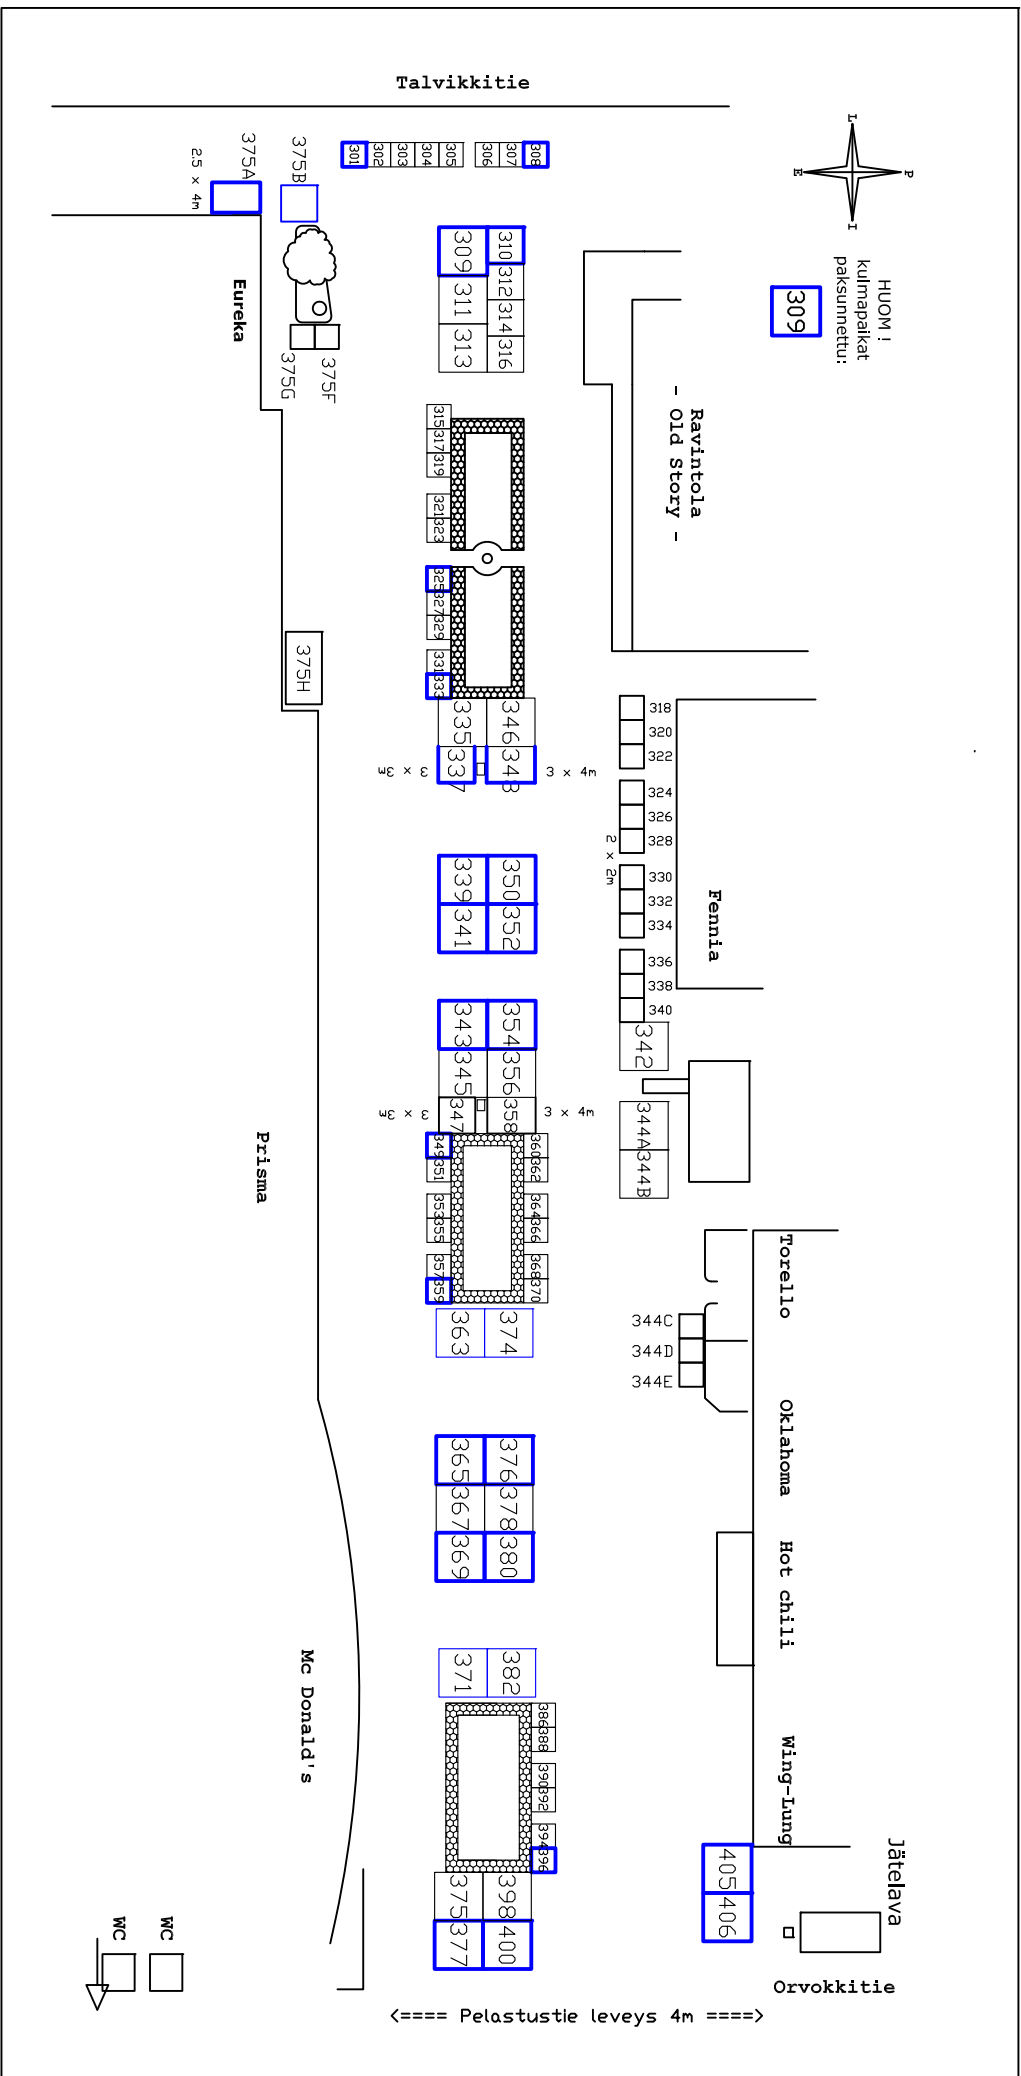 Talvikkitie
I
P
E
I
HUOM !
kulmapaikat
paksunnettu:
309
375A
375B
2.5 x 4m
301
302
303
304
305
306
307
308
309
310
311
312
313
314
316
Eureka
375G
375F
Ravintola
- Old Story -
315
317
319
321
323
325
327
329
331
333
375H
335
346
337
348
3 x 3m
3 x 4m
318
320
322
324
326
328
2 x 2m
330
332
334
336
338
340
Fennia
339
350
341
352
342
343
354
345
356
347
358
3 x 3m
3 x 4m
344A
344B
Prisma
349
351
353
355
357
359
360
362
364
366
368
370
363
374
344C
344D
344E
Torello
Oklahoma
Hot chili
Wing-Lung
365
376
367
378
369
380
371
382
Mc Donald's
386
388
390
392
394
396
375
398
377
400
405
406
Jätelava
WC
WC
Orvokkitie
<==== Pelastustie leveys 4m ====>